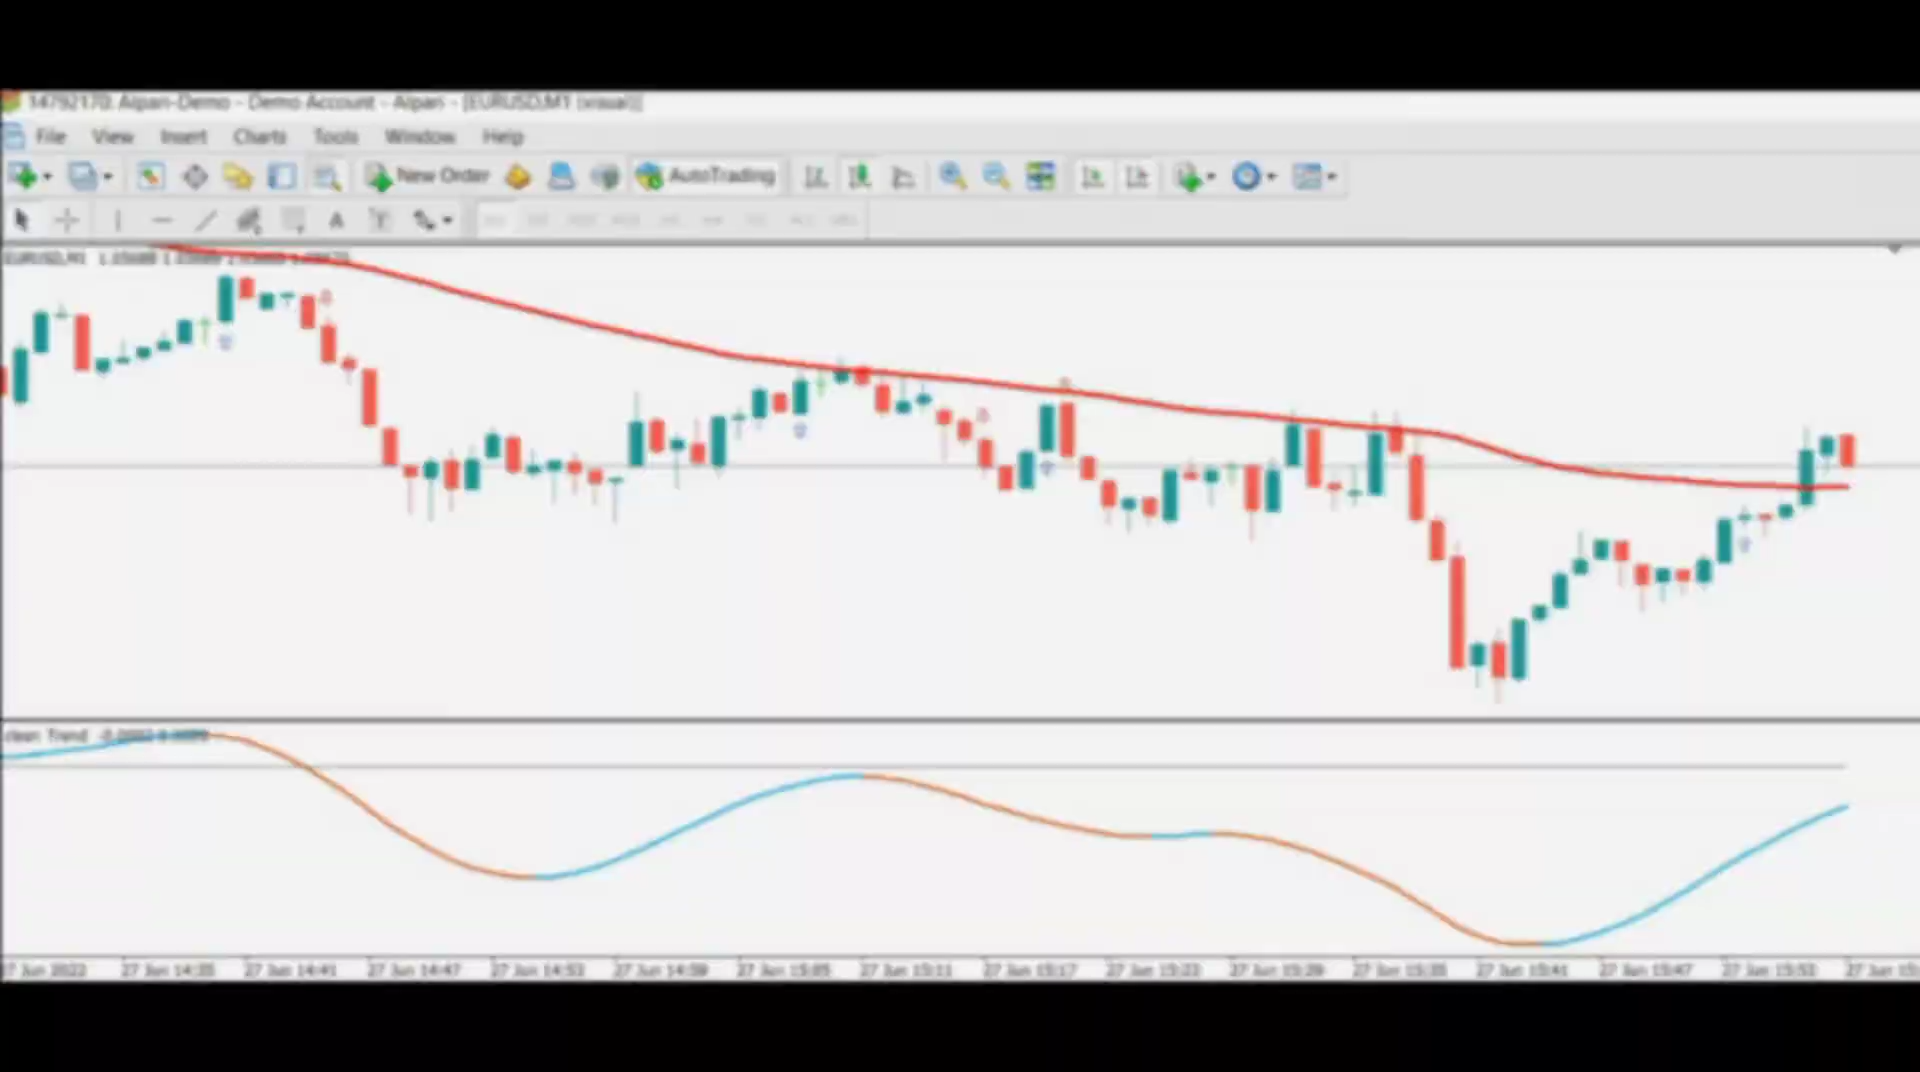 14792170: Alpari-Demo - Demo Account - Alpari - [EURUSD,M1 (visual)]
File View Insert Charts Tools Window Help
New Order AutoTrading
A T
EURUSD,M1
Trend
27 Jun 2022 27 Jun 14:35 27 Jun 14:41 27 Jun 14:47 27 Jun 14:53 27 Jun 14:59 27 Jun 15:05 27 Jun 15:11 27 Jun 15:17 27 Jun 15:23 27 Jun 15:29 27 Jun 15:35 27 Jun 15:41 27 Jun 15:47 27 Jun 15:53 27 Jun